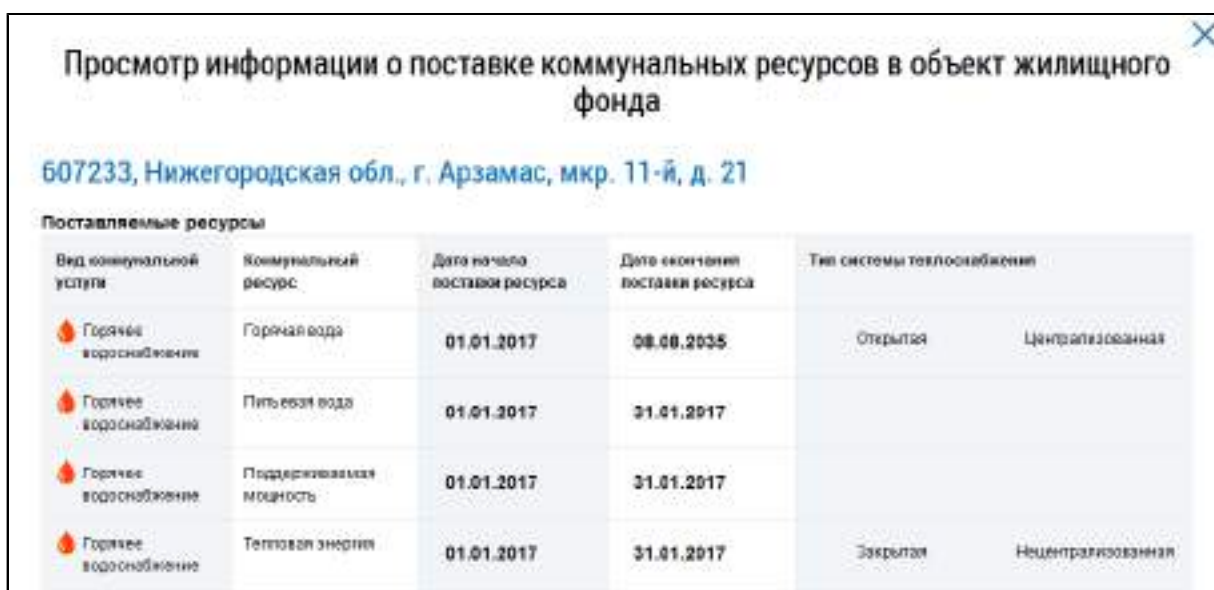 Просмотр информации о поставке коммунальных ресурсов в объект жилищного
фонда
607233, Нижегородская обл., г. Арзамас, мкр. 11-й, д. 21
Поставляемые ресурсы
Вид коммунальной
услуги
Коммунальный
ресурс
Дата начала
поставки ресурса
Дата окончания
поставки ресурса
Тип системы теплоснабжения
Горячее
водоснабжение
Горячая вода
01.01.2017
08.08.2035
Открытая
Централизованная
Горячее
водоснабжение
Питьевая вода
01.01.2017
31.01.2017
Горячее
водоснабжение
Поддерживаемая
мощность
01.01.2017
31.01.2017
Горячее
водоснабжение
Тепловая энергия
01.01.2017
31.01.2017
Закрытая
Нецентрализованная